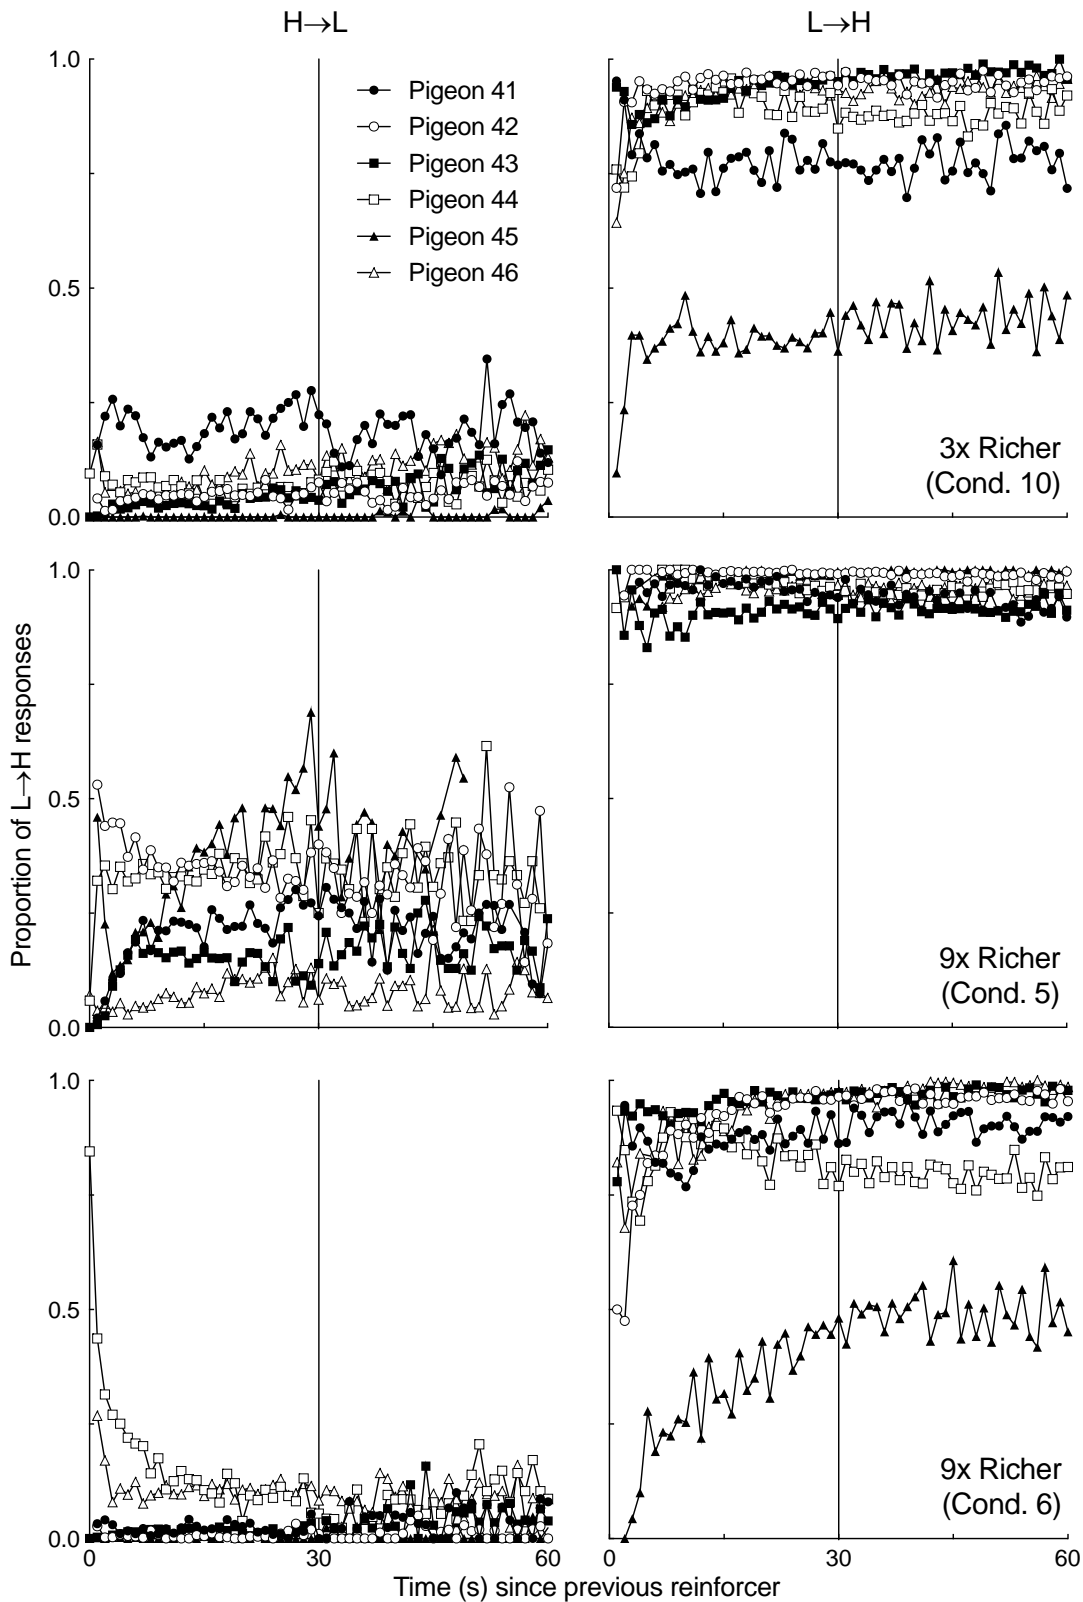 H→L
L→H
1.0
0.5
0.0
Pigeon 41
Pigeon 42
Pigeon 43
Pigeon 44
Pigeon 45
Pigeon 46
3x Richer
(Cond. 10)
1.0
0.5
0.0
9x Richer
(Cond. 5)
Proportion of L→H responses
1.0
0.5
0.0
9x Richer
(Cond. 6)
0
30
60
0
30
60
Time (s) since previous reinforcer